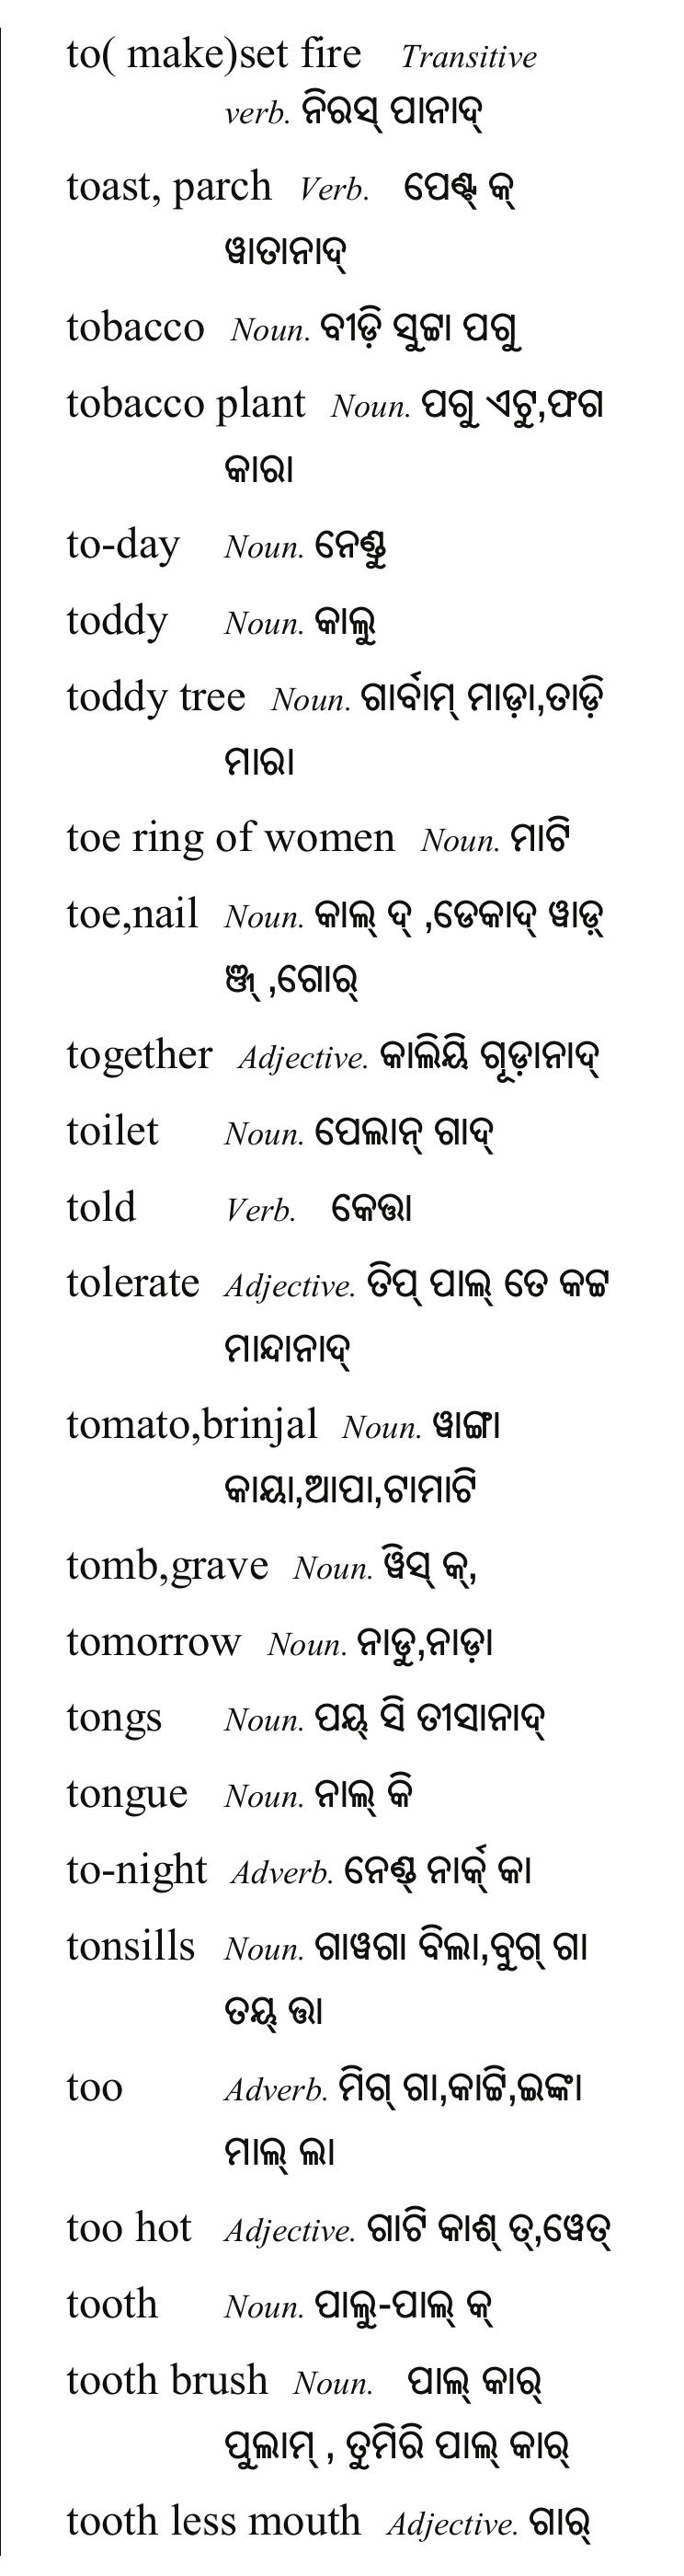 to( make)set fire Transitive
verb. ନିରସ୍ ପାନାଦ୍
toast, parch Verb. ପେଣ୍ଟ୍ କ୍
ୱାତାନାଦ୍
tobacco Noun. ବୀଡ଼ି ସୁଟ୍ଟା ପଗୁ
tobacco plant Noun. ପଗୁ ଏଟୁ,ଫଗ
କାରା
to-day Noun. ନେଣ୍ଡୁ
toddy Noun. କାଲୁ
toddy tree Noun. ଗାର୍ବାମ୍ ମାଡ଼ା,ତାଡ଼ି
ମାରା
toe ring of women Noun. ମାଟି
toe,nail Noun. କାଲ୍ ଦ୍ ,ଡେକାଦ୍ ୱାଡ଼୍
ଞ୍ଜ୍ ,ଗୋର୍
together Adjective. କାଲିୟି ଗୂଡ଼ାନାଦ୍
toilet Noun. ପେଲାନ୍ ଗାଦ୍
told Verb. କେତ୍ତା
tolerate Adjective. ତିପ୍ ପାଲ୍ ତେ କଟ୍ଟ
ମାନ୍ଦାନାଦ୍
tomato,brinjal Noun. ୱାଙ୍ଗା
କାୟା,ଆପା,ଟାମାଟି
tomb,grave Noun. ୱିସ୍ କ୍,
tomorrow Noun. ନାଡୁ,ନାଡ଼ା
tongs Noun. ପୟ୍ ସି ତୀସାନାଦ୍
tongue Noun. ନାଲ୍ କି
to-night Adverb. ନେଣ୍ଡ୍ ନାର୍କ୍ କା
tonsills Noun. ଗାୱଗା ବିଲା,ବୁଗ୍ ଗା
ତୟ୍ ତ୍ତା
too Adverb. ମିଗ୍ ଗା,କାଟ୍ଟି,ଇଙ୍କା
ମାଲ୍ ଲା
too hot Adjective. ଗାଟି କାଶ୍ ତ୍,ୱେତ୍
tooth Noun. ପାଲୁ-ପାଲ୍ କ୍
tooth brush Noun. ପାଲ୍ କାର୍
ପୁଲାମ୍ , ତୁମିରି ପାଲ୍ କାର୍
tooth less mouth Adjective. ଗାର୍